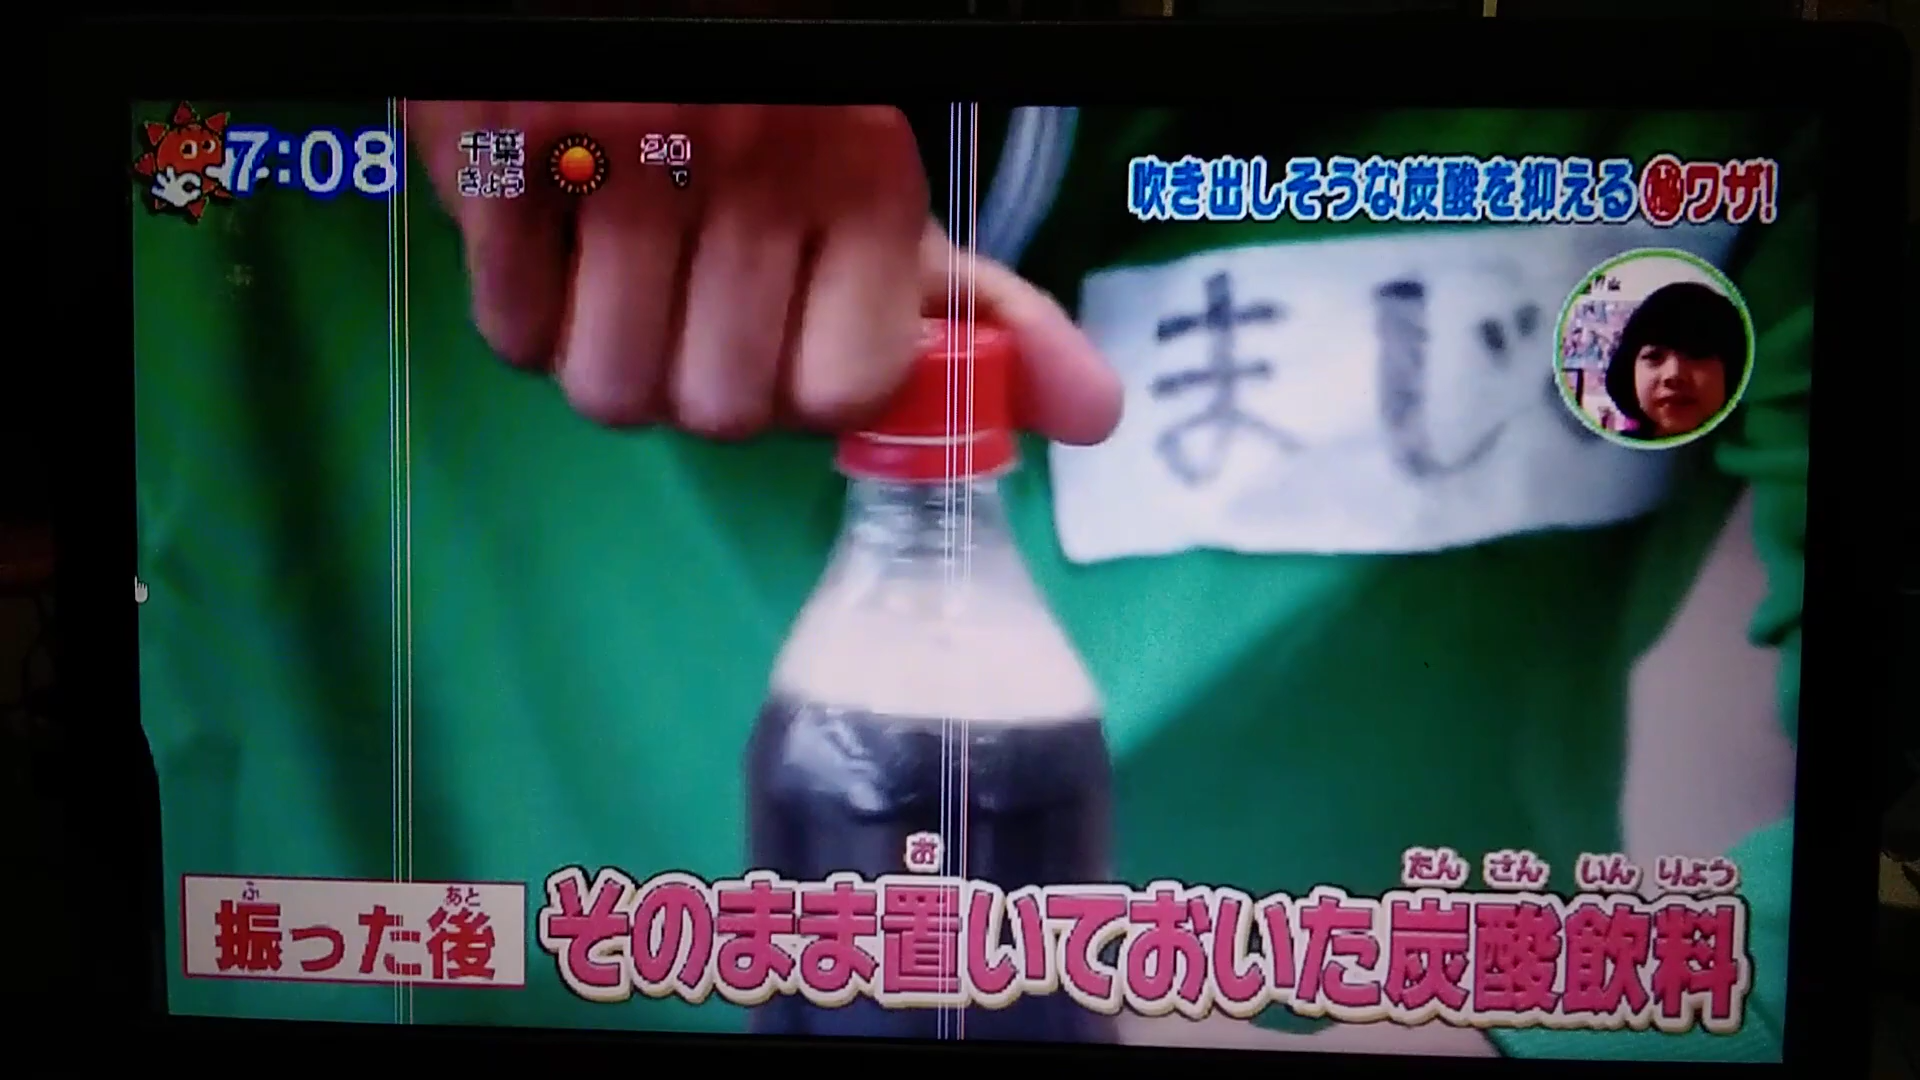 7:08
千葉
きょう
20
℃
吹き出しそうな炭酸を抑える㊙ワザ!
まじ
振った後
ふ
あと
そのまま置いておいた炭酸飲料
お
たん さん いん りょう